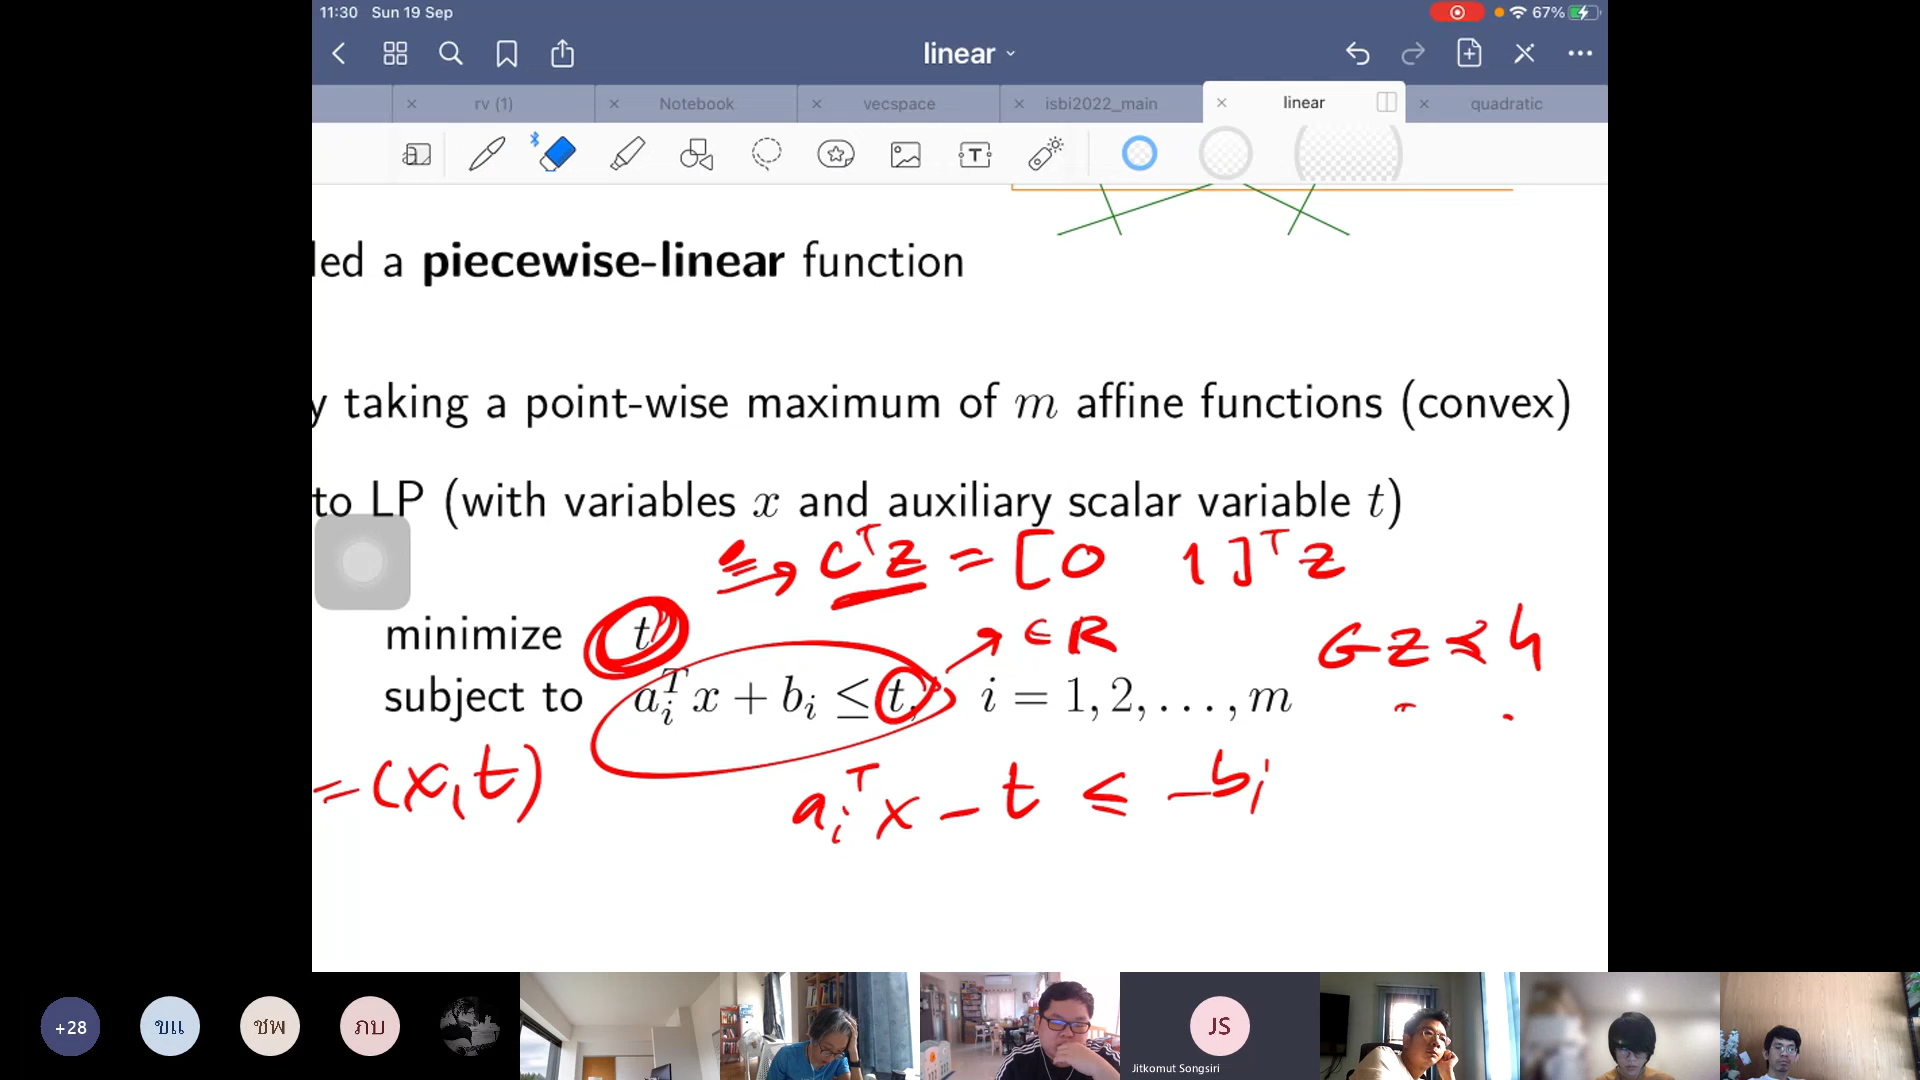 11:30 Sun 19 Sep
67%
linear
rv (1)
Notebook
vecspace
isbi2022_main
linear
quadratic
led a piecewise-linear function
y taking a point-wise maximum of m affine functions (convex)
to LP (with variables x and auxiliary scalar variable t)
→ cᵀz = [0 1]ᵀz
minimize t
→ ∈ R
Gz ≼ h
subject to aᵢᵀx + bᵢ ≤ t, i = 1, 2, . . . , m
= (x, t)
aᵢᵀx − t ≤ −bᵢ
+28
ขแ
ชพ
ภบ
JS
Jitkomut Songsiri